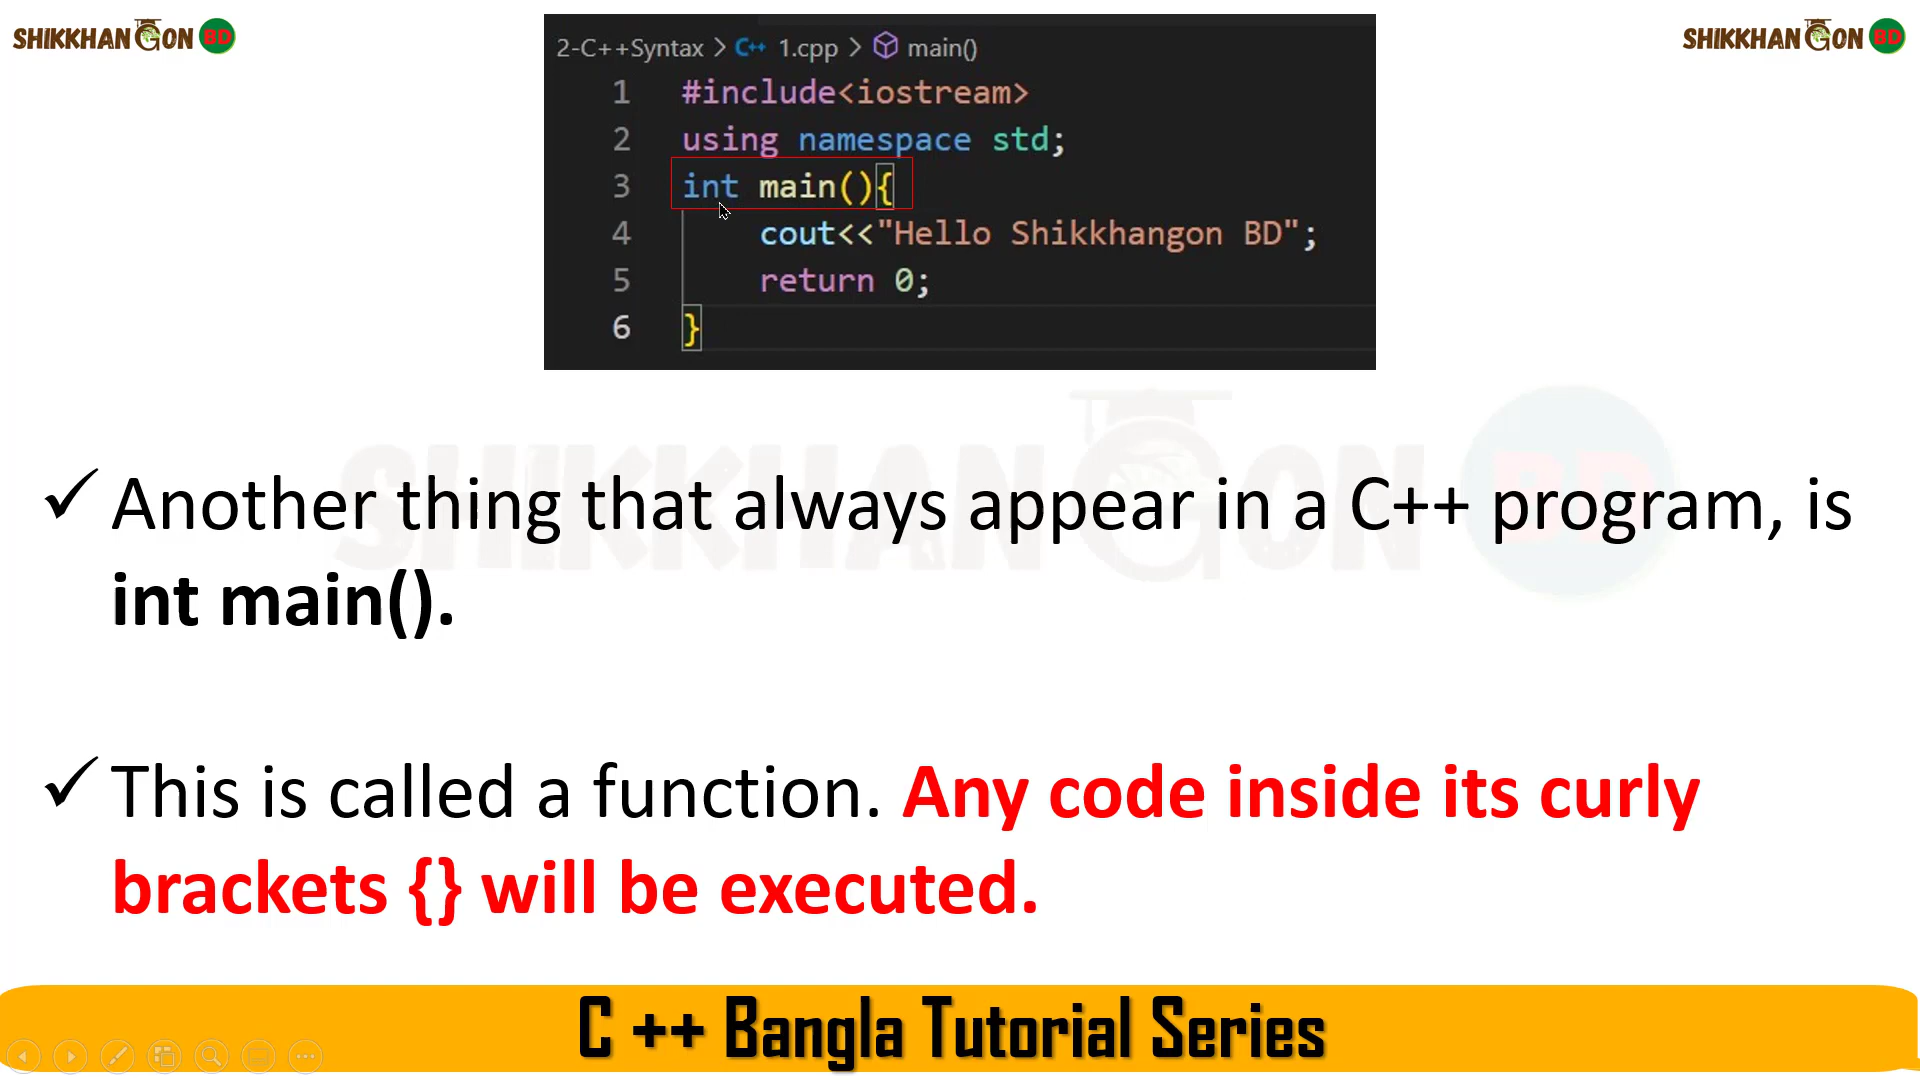 SHIKKHANGON BD
SHIKKHANGON BD
2-C++Syntax > C++ 1.cpp > main()
1 #include<iostream>
2 using namespace std;
3 int main(){
4 cout<<"Hello Shikkhangon BD";
5 return 0;
6 }
SHIKKHANGON BD
✓ Another thing that always appear in a C++ program, is
int main().
✓ This is called a function. Any code inside its curly
brackets {} will be executed.
C ++ Bangla Tutorial Series